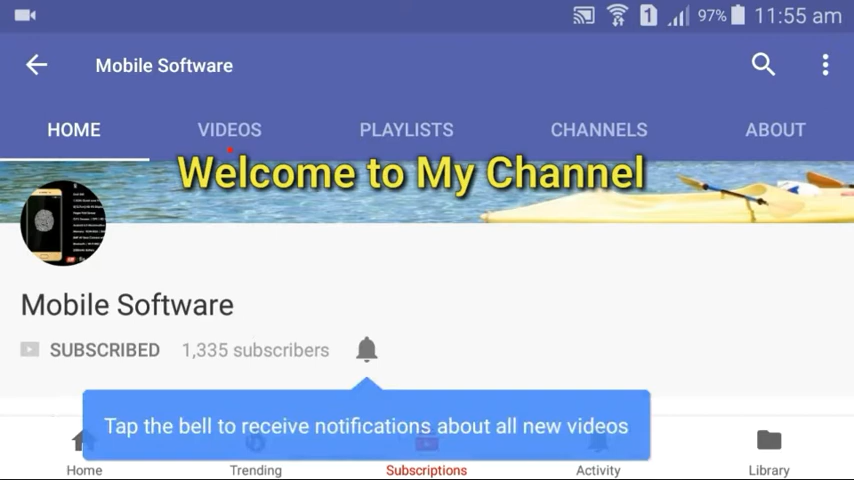 1 97% 11:55 am
Mobile Software
HOME VIDEOS PLAYLISTS CHANNELS ABOUT
Welcome to My Channel
Mobile Software
SUBSCRIBED 1,335 subscribers
Tap the bell to receive notifications about all new videos
Home Trending Subscriptions Activity Library